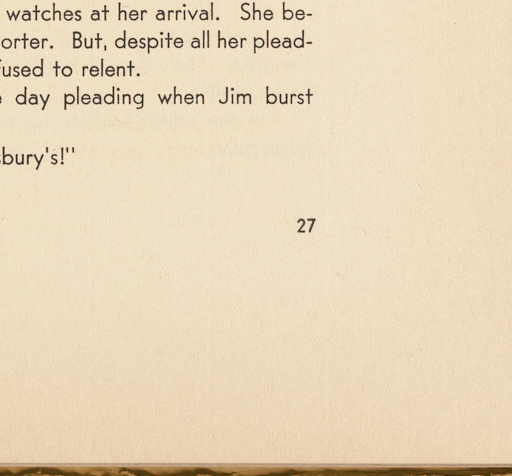 watches at her arrival. She be-
orter. But, despite all her plead-
fused to relent.
day pleading when Jim burst
sbury's!"
27